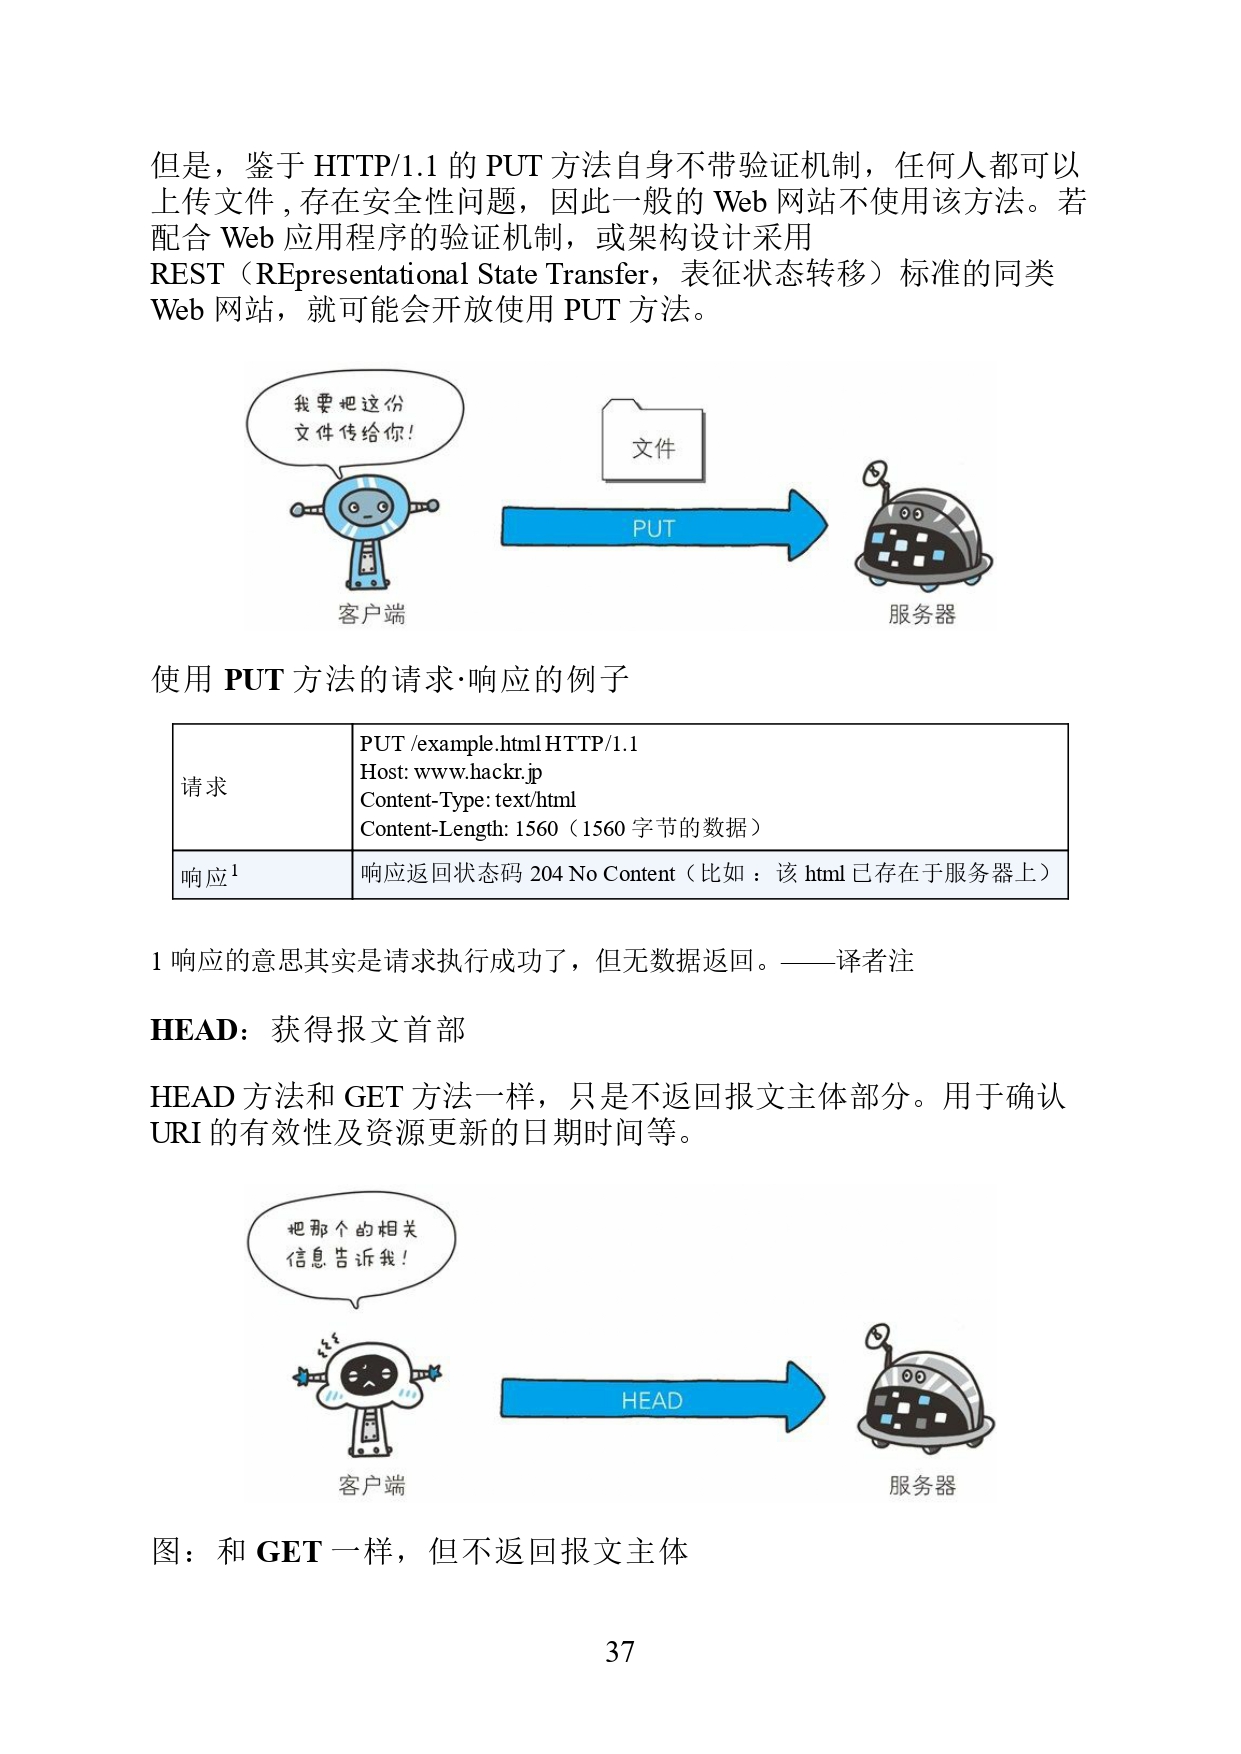 但是，鉴于 HTTP/1.1 的 PUT 方法自身不带验证机制，任何人都可以
上传文件 , 存在安全性问题，因此一般的 Web 网站不使用该方法。若
配合 Web 应用程序的验证机制，或架构设计采用
REST（REpresentational State Transfer，表征状态转移）标准的同类
Web 网站，就可能会开放使用 PUT 方法。
我要把这份
文件传给你!
文件
PUT
客户端
服务器
使用 PUT 方法的请求·响应的例子
请求
PUT /example.html HTTP/1.1
Host: www.hackr.jp
Content-Type: text/html
Content-Length: 1560（1560 字节的数据）
响应1
响应返回状态码 204 No Content（比如 ：该 html 已存在于服务器上）
1 响应的意思其实是请求执行成功了，但无数据返回。——译者注
HEAD：获得报文首部
HEAD 方法和 GET 方法一样，只是不返回报文主体部分。用于确认
URI 的有效性及资源更新的日期时间等。
把那个的相关
信息告诉我!
HEAD
客户端
服务器
图：和 GET 一样，但不返回报文主体
37